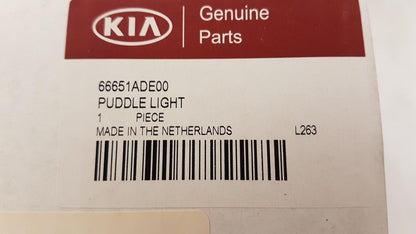 KIA
Genuine
Parts
66651ADE00
PUDDLE LIGHT
1 PIECE
MADE IN THE NETHERLANDS L263